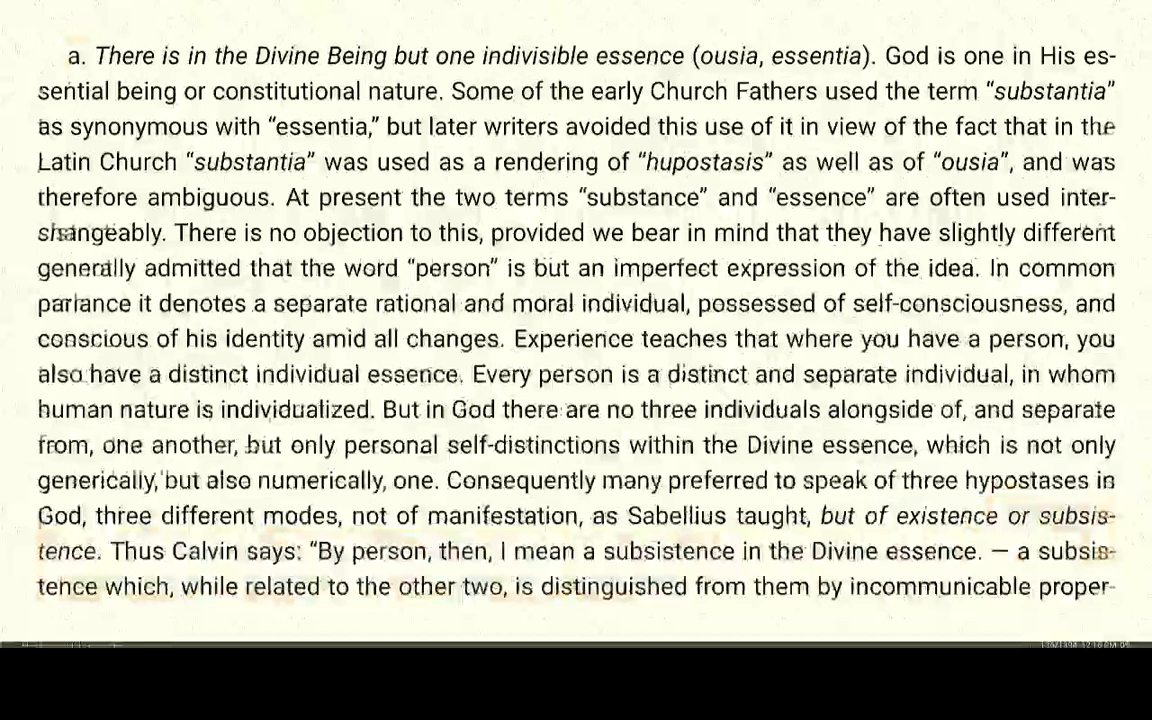 a. There is in the Divine Being but one indivisible essence (ousia, essentia). God is one in His es-
sential being or constitutional nature. Some of the early Church Fathers used the term “substantia”
as synonymous with “essentia,” but later writers avoided this use of it in view of the fact that in the
Latin Church “substantia” was used as a rendering of “hupostasis” as well as of “ousia”, and was
therefore ambiguous. At present the two terms “substance” and “essence” are often used inter-
changeably. There is no objection to this, provided we bear in mind that they have slightly different
generally admitted that the word “person” is but an imperfect expression of the idea. In common
parlance it denotes a separate rational and moral individual, possessed of self-consciousness, and
conscious of his identity amid all changes. Experience teaches that where you have a person, you
also have a distinct individual essence. Every person is a distinct and separate individual, in whom
human nature is individualized. But in God there are no three individuals alongside of, and separate
from, one another, but only personal self-distinctions within the Divine essence, which is not only
generically, but also numerically, one. Consequently many preferred to speak of three hypostases in
God, three different modes, not of manifestation, as Sabellius taught, but of existence or subsis-
tence. Thus Calvin says: “By person, then, I mean a subsistence in the Divine essence. — a subsis-
tence which, while related to the other two, is distinguished from them by incommunicable proper-